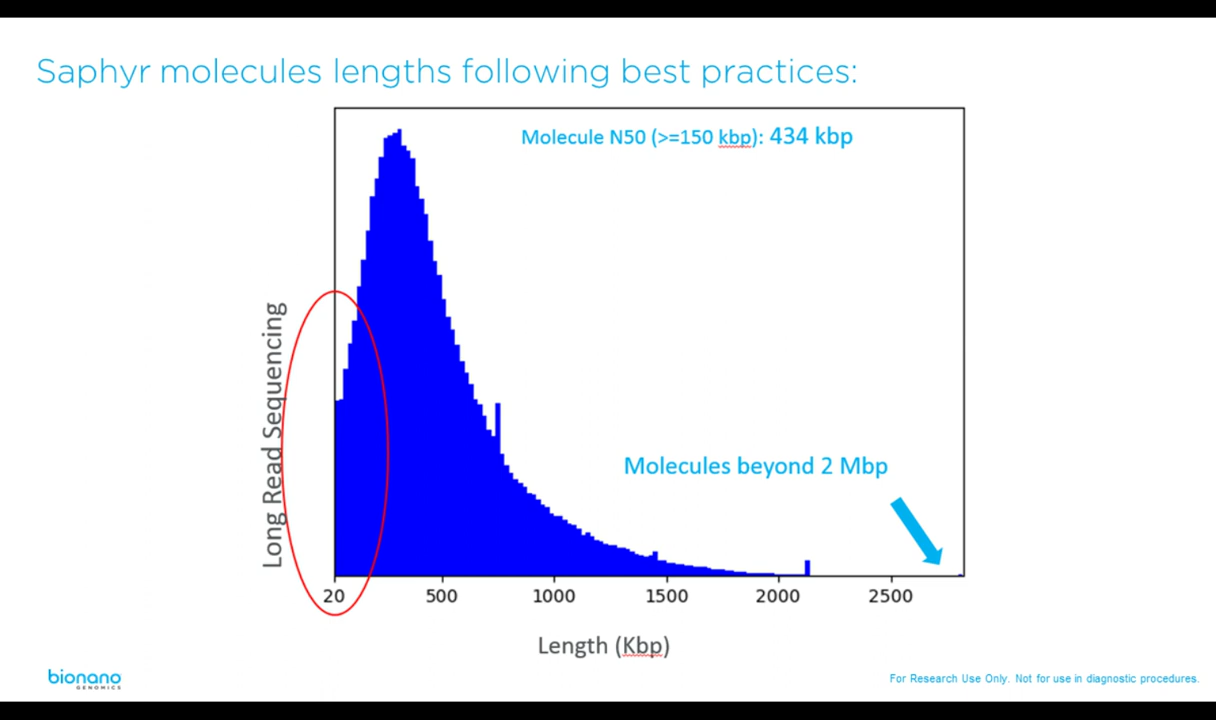 Saphyr molecules lengths following best practices:
Molecule N50 (>=150 kbp): 434 kbp
Long Read Sequencing
Molecules beyond 2 Mbp
20 500 1000 1500 2000 2500
Length (Kbp)
bionano
GENOMICS
For Research Use Only. Not for use in diagnostic procedures.